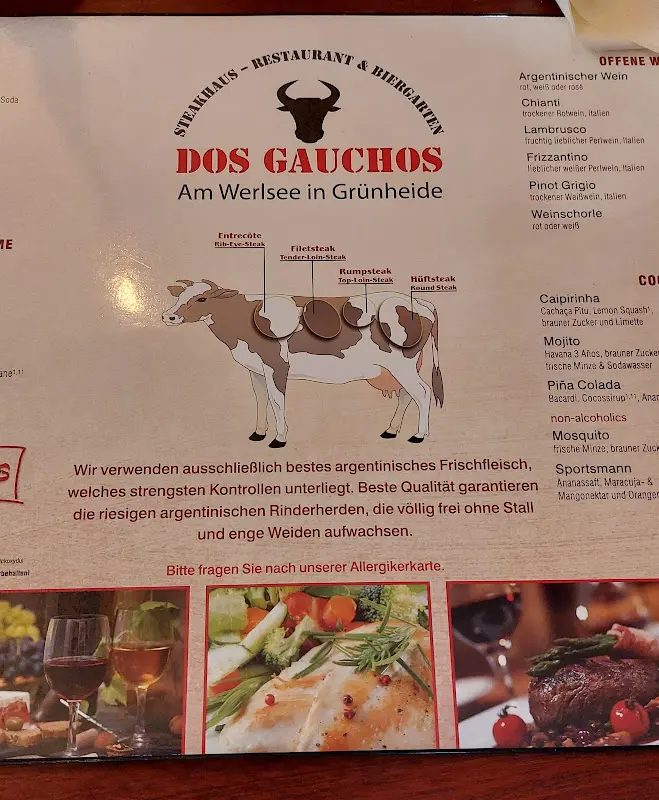 STEAKHAUS – RESTAURANT & BIERGARTEN
DOS GAUCHOS
Am Werlsee in Grünheide
Entrecôte
Rib-Eye-Steak
Filetsteak
Tender-Loin-Steak
Rumpsteak
Top-Loin-Steak
Hüftsteak
Round Steak
Wir verwenden ausschließlich bestes argentinisches Frischfleisch,
welches strengsten Kontrollen unterliegt. Beste Qualität garantieren
die riesigen argentinischen Rinderherden, die völlig frei ohne Stall
und enge Weiden aufwachsen.
Bitte fragen Sie nach unserer Allergikerkarte.
Soda
OFFENE W
Argentinischer Wein
rot, weiß oder rosé
Chianti
trockener Rotwein, Italien
Lambrusco
fruchtig lieblicher Perlwein, Italien
Frizzantino
lieblicher weißer Perlwein, Italien
Pinot Grigio
trockener Weißwein, Italien
Weinschorle
rot oder weiß
Caipirinha
Cachaça Pitu, Lemon Squash,
brauner Zucker und Limette
Mojito
Havana 3 Años, brauner Zucker
frische Minze & Sodawasser
Piña Colada
Bacardi, Cocossirup
non-alcoholics
Mosquito
frische Minze, brauner
Sportsmann
Ananassaft, Maracuja- &
Mangonektar und